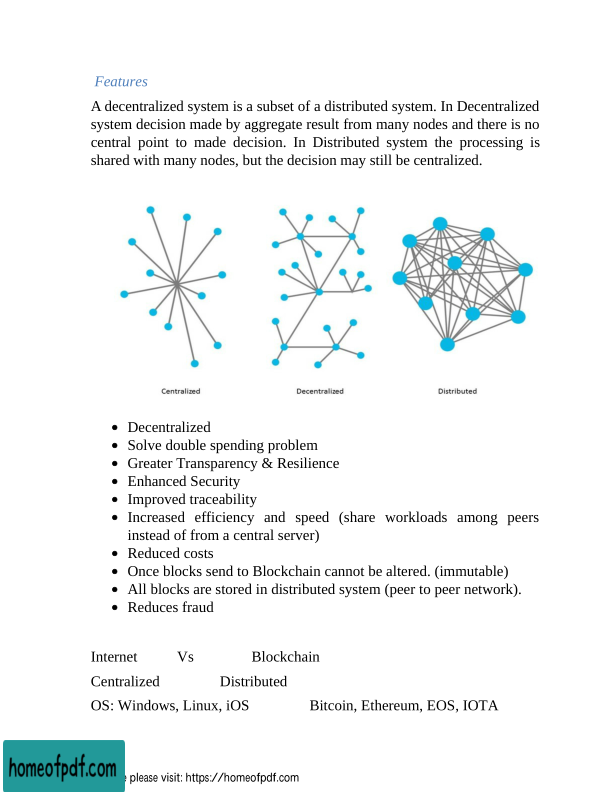 Features
A decentralized system is a subset of a distributed system. In Decentralized
system decision made by aggregate result from many nodes and there is no
central point to made decision. In Distributed system the processing is
shared with many nodes, but the decision may still be centralized.
Centralized Decentralized Distributed
• Decentralized
• Solve double spending problem
• Greater Transparency & Resilience
• Enhanced Security
• Improved traceability
• Increased efficiency and speed (share workloads among peers
instead of from a central server)
• Reduced costs
• Once blocks send to Blockchain cannot be altered. (immutable)
• All blocks are stored in distributed system (peer to peer network).
• Reduces fraud
Internet Vs Blockchain
Centralized Distributed
OS: Windows, Linux, iOS Bitcoin, Ethereum, EOS, IOTA
homeofpdf.com
please visit: https://homeofpdf.com